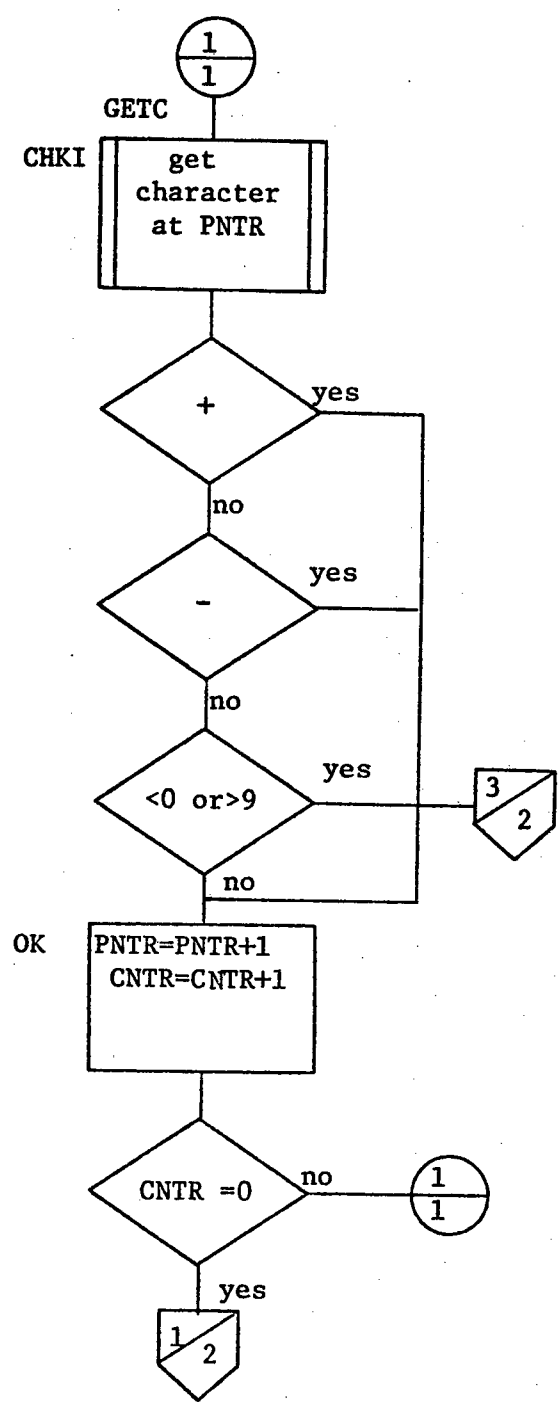 1
1
GETC
CHKI
get
character
at PNTR
+
yes
no
-
yes
no
<0 or>9
yes
3
2
no
OK
PNTR=PNTR+1
CNTR=CNTR+1
CNTR =0
no
1
1
yes
1
2